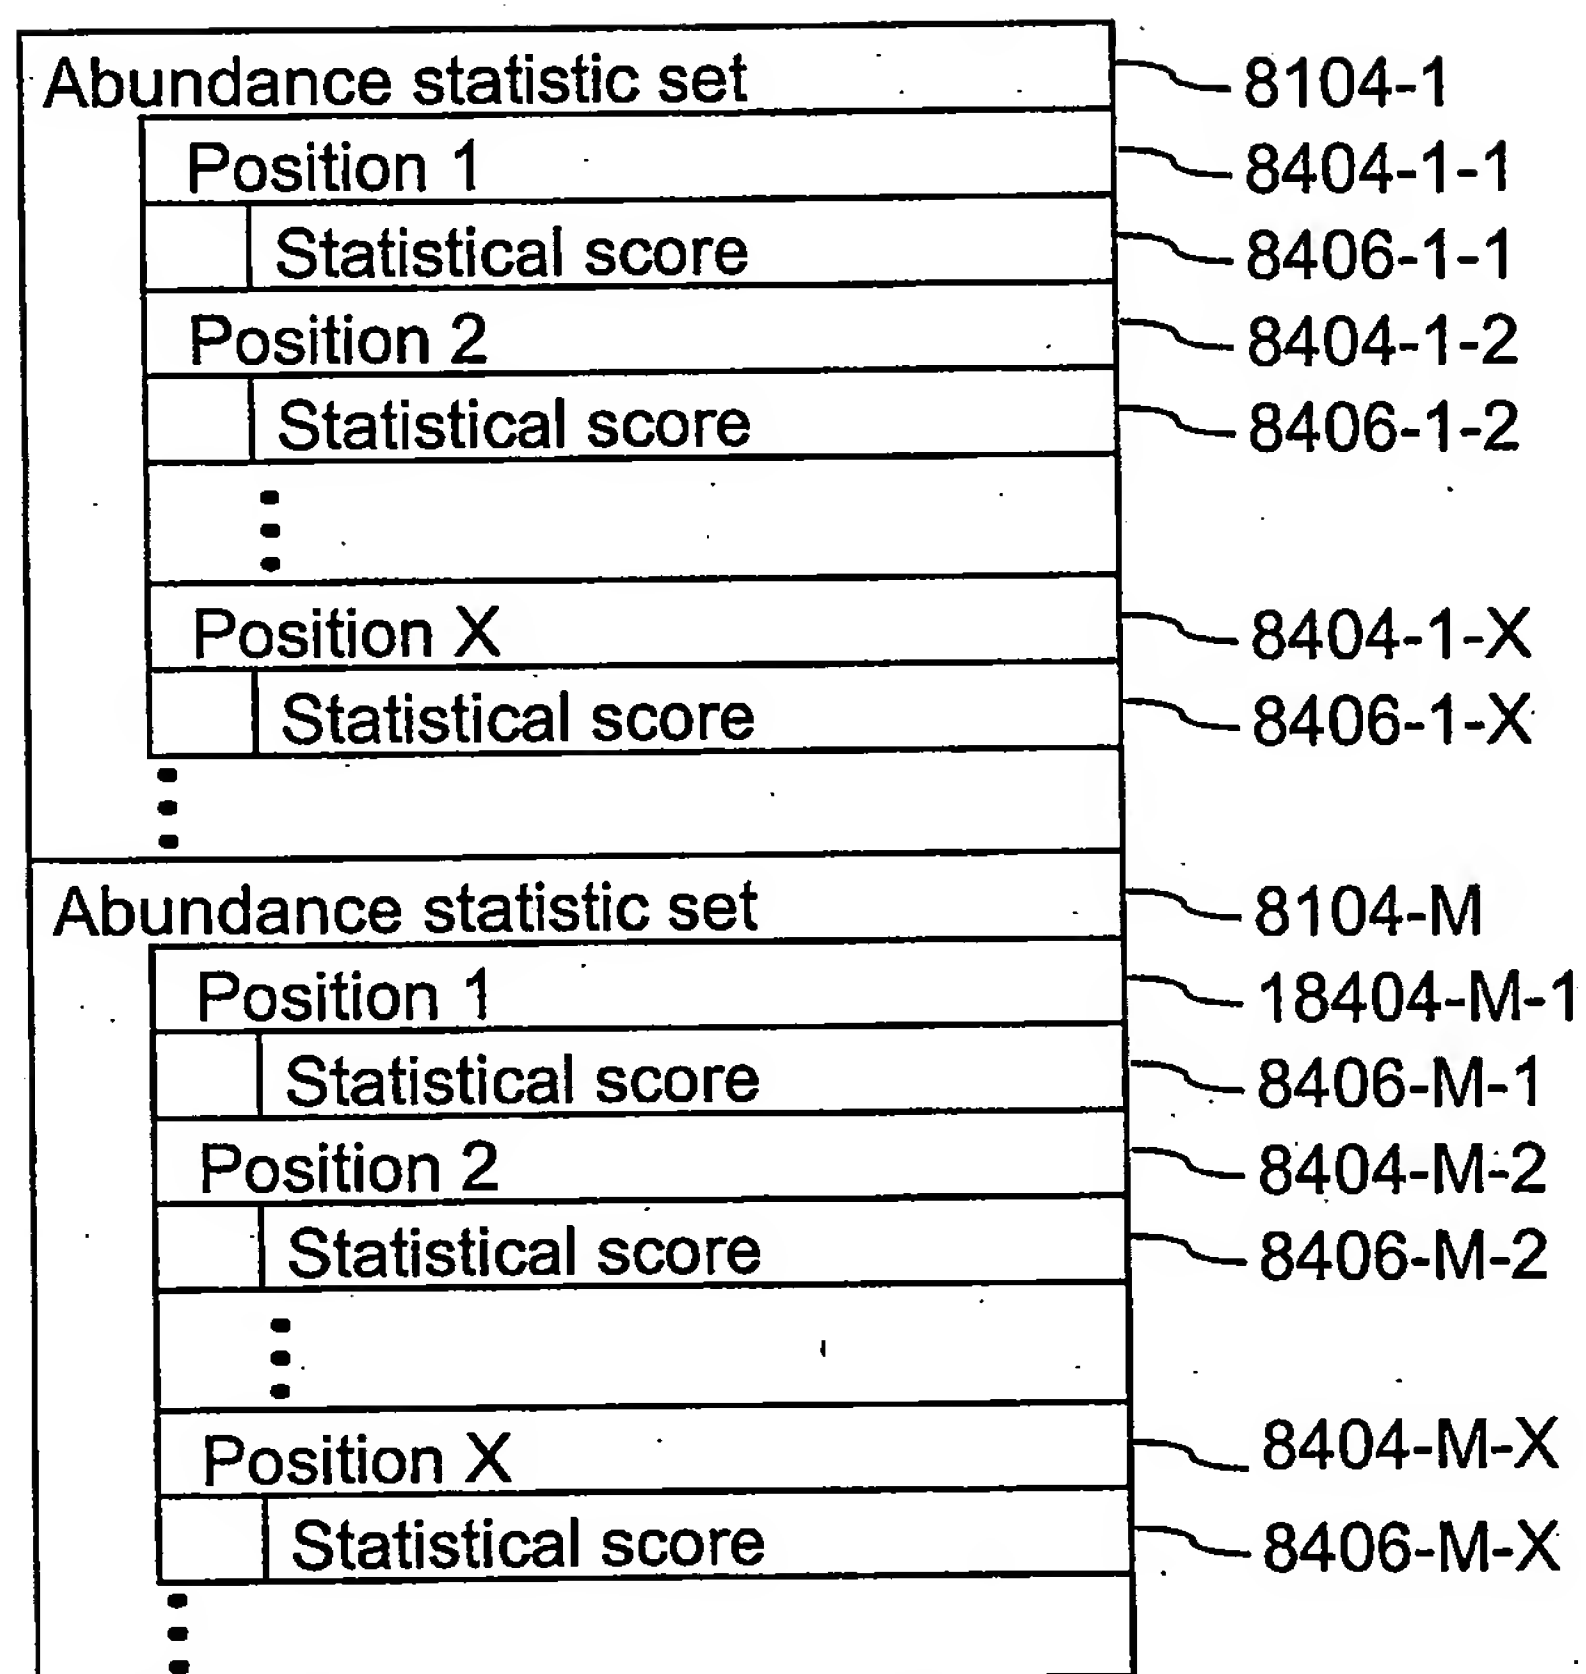 Abundance statistic set 8104-1
Position 1 8404-1-1
Statistical score 8406-1-1
Position 2 8404-1-2
Statistical score 8406-1-2
Position X 8404-1-X
Statistical score 8406-1-X
Abundance statistic set 8104-M
Position 1 18404-M-1
Statistical score 8406-M-1
Position 2 8404-M-2
Statistical score 8406-M-2
Position X 8404-M-X
Statistical score 8406-M-X